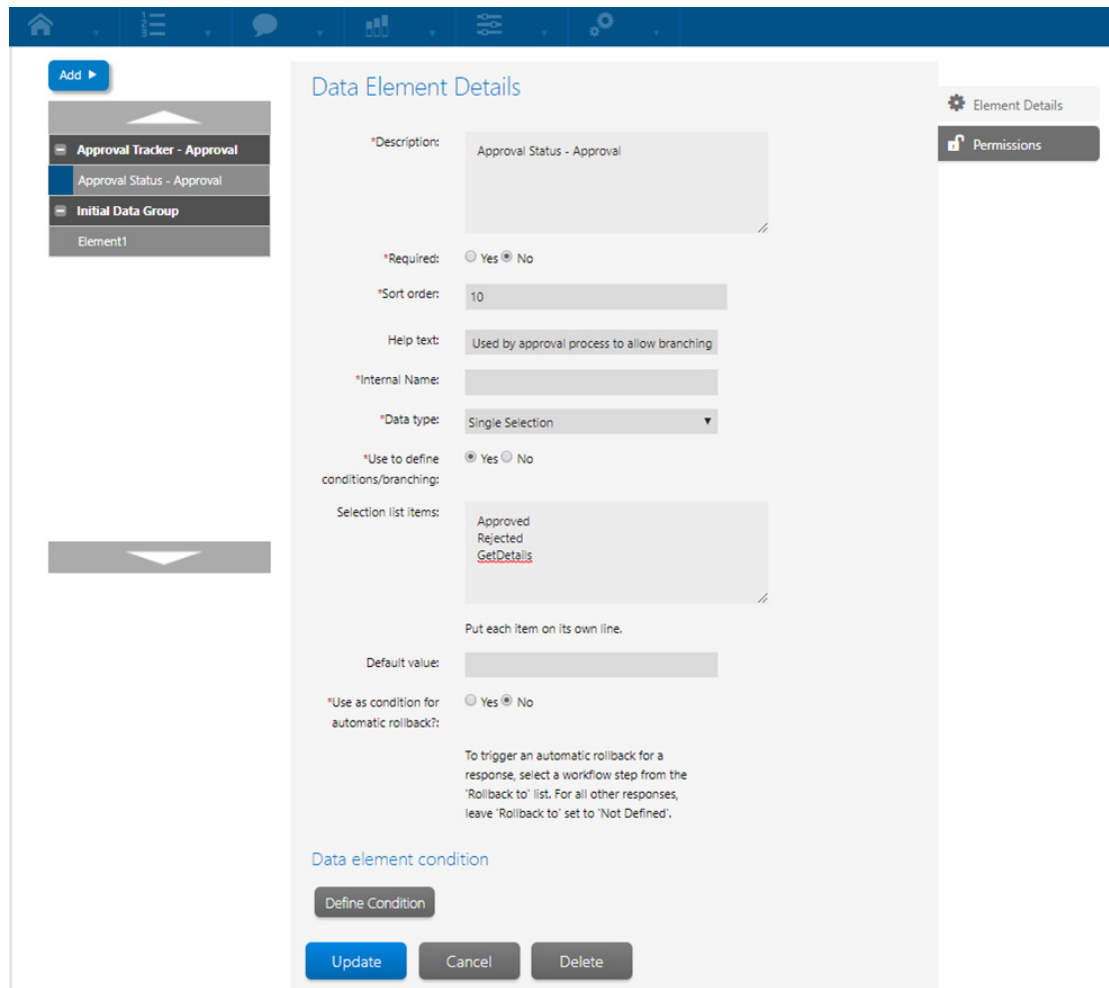 Add
Approval Tracker - Approval
Approval Status - Approval
Initial Data Group
Element1
Data Element Details
*Description:
Approval Status - Approval
*Required:
Yes No
*Sort order:
10
Help text:
Used by approval process to allow branching
*Internal Name:
*Data type:
Single Selection
*Use to define
conditions/branching:
Yes No
Selection list items:
Approved
Rejected
GetDetails
Put each item on its own line.
Default value:
*Use as condition for
automatic rollback?:
Yes No
To trigger an automatic rollback for a
response, select a workflow step from the
'Rollback to' list. For all other responses,
leave 'Rollback to' set to 'Not Defined'.
Data element condition
Define Condition
Update Cancel Delete
Element Details
Permissions